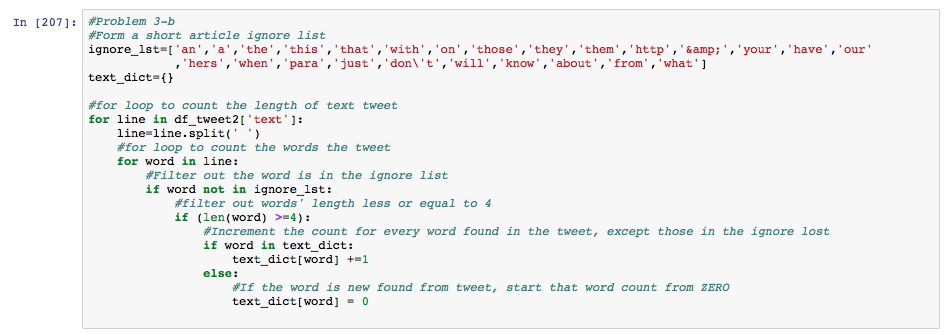 In [207]: #Problem 3-b
#Form a short article ignore list
ignore_lst=['an','a','the','this','that','with','on','those','they','them','http','&amp;','your','have','our'
,'hers','when','para','just','don\'t','will','know','about','from','what']
text_dict={}
#for loop to count the length of text tweet
for line in df_tweet2['text']:
line=line.split(' ')
#for loop to count the words the tweet
for word in line:
#Filter out the word is in the ignore list
if word not in ignore_lst:
#filter out words' length less or equal to 4
if (len(word) >=4):
#Increment the count for every word found in the tweet, except those in the ignore lost
if word in text_dict:
text_dict[word] +=1
else:
#If the word is new found from tweet, start that word count from ZERO
text_dict[word] = 0